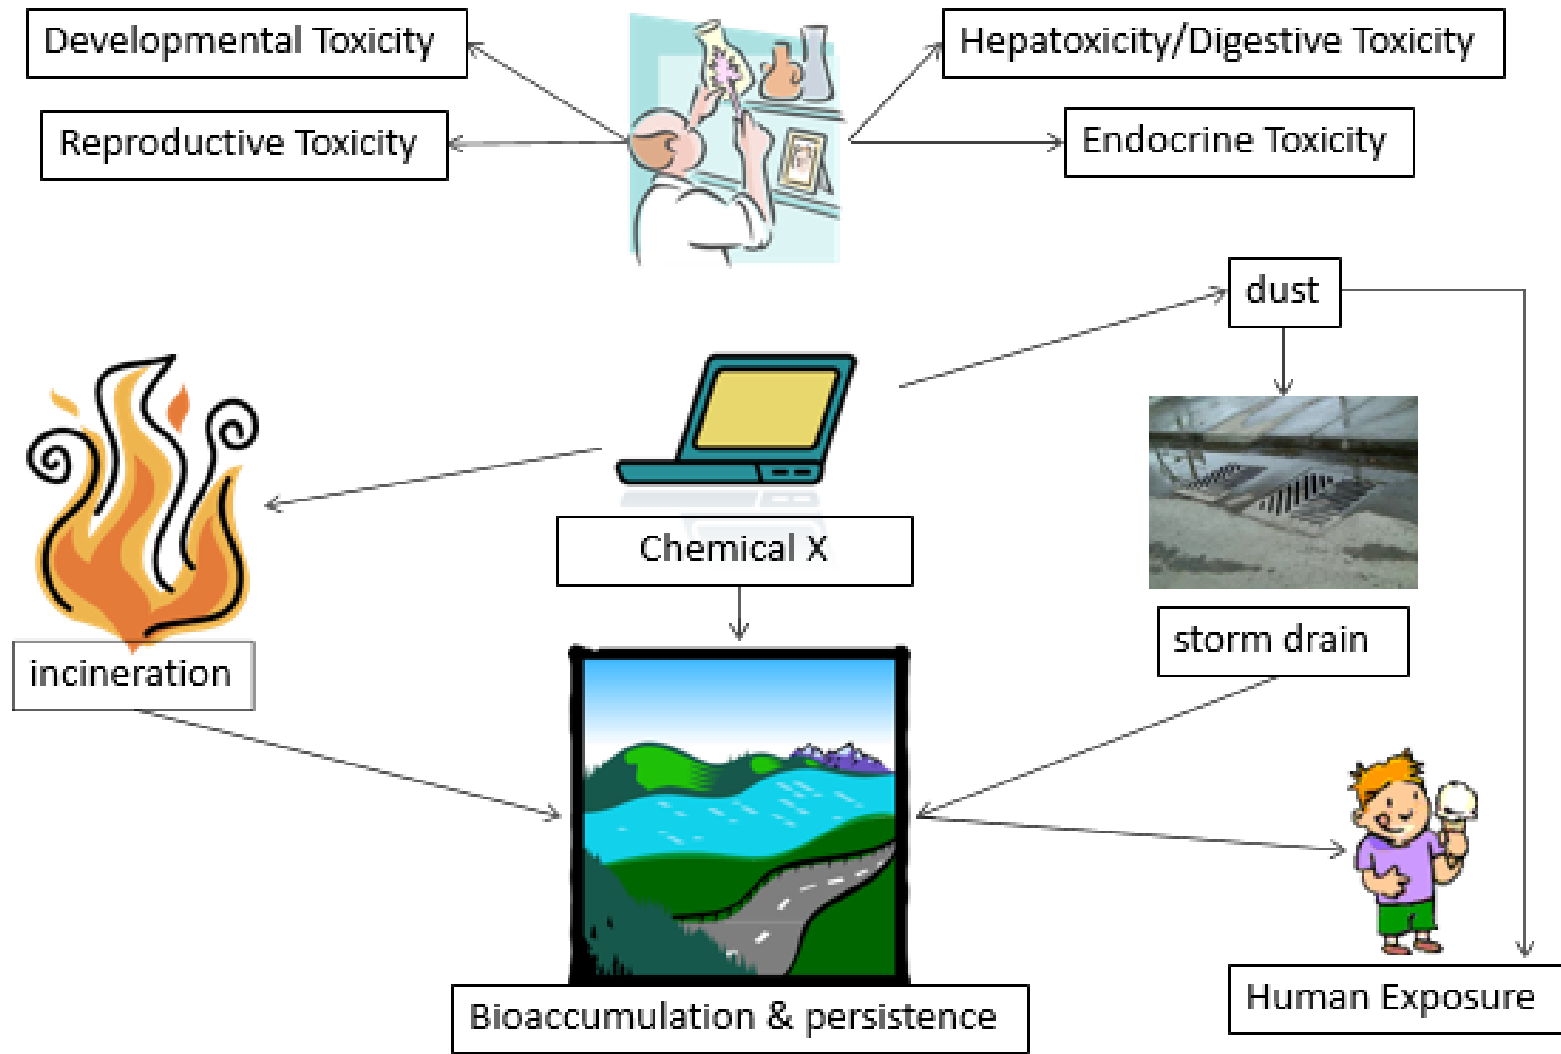 Developmental Toxicity
Hepatoxicity/Digestive Toxicity
Reproductive Toxicity
Endocrine Toxicity
dust
Chemical X
storm drain
incineration
Bioaccumulation & persistence
Human Exposure